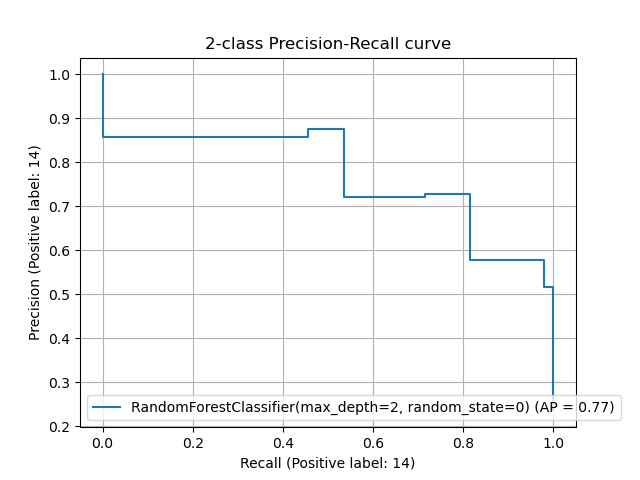 2-class Precision-Recall curve
Precision (Positive label: 14)
1.0
0.9
0.8
0.7
0.6
0.5
0.4
0.3
0.2
RandomForestClassifier(max_depth=2, random_state=0) (AP = 0.77)
0.0 0.2 0.4 0.6 0.8 1.0
Recall (Positive label: 14)